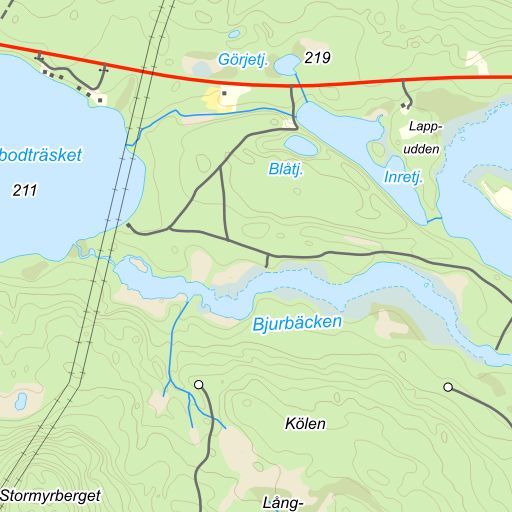 Görjetj.
219
Lapp-
udden
bodträsket
Blåtj.
Inretj.
211
Bjurbäcken
Kölen
Stormyrberget
Lång-